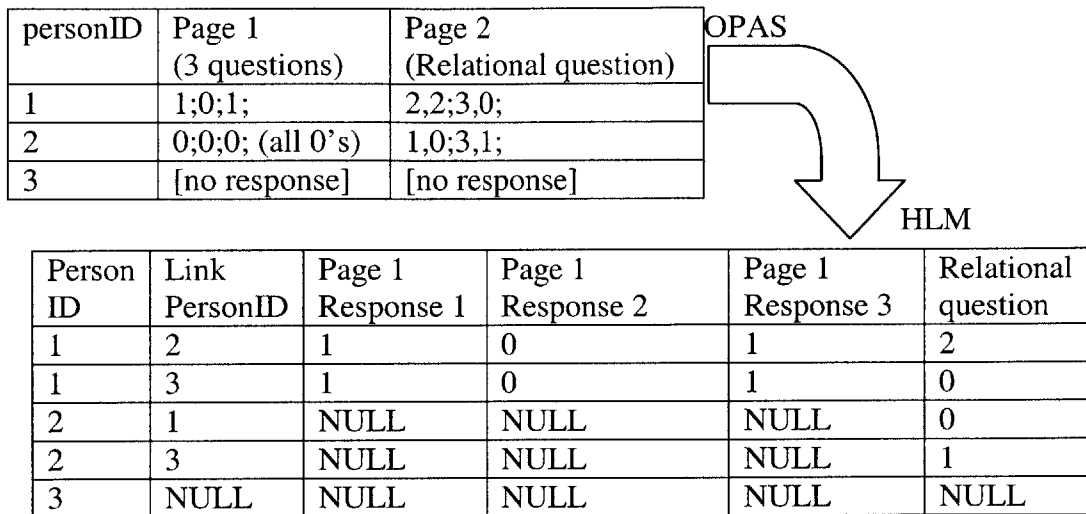 personID Page 1 Page 2 OPAS
(3 questions) (Relational question)
1 1;0;1; 2,2;3,0;
2 0;0;0; (all 0's) 1,0;3,1;
3 [no response] [no response]
HLM
Person Link Page 1 Page 1 Page 1 Relational
ID PersonID Response 1 Response 2 Response 3 question
1 2 1 0 1 2
1 3 1 0 1 0
2 1 NULL NULL NULL 0
2 3 NULL NULL NULL 1
3 NULL NULL NULL NULL NULL